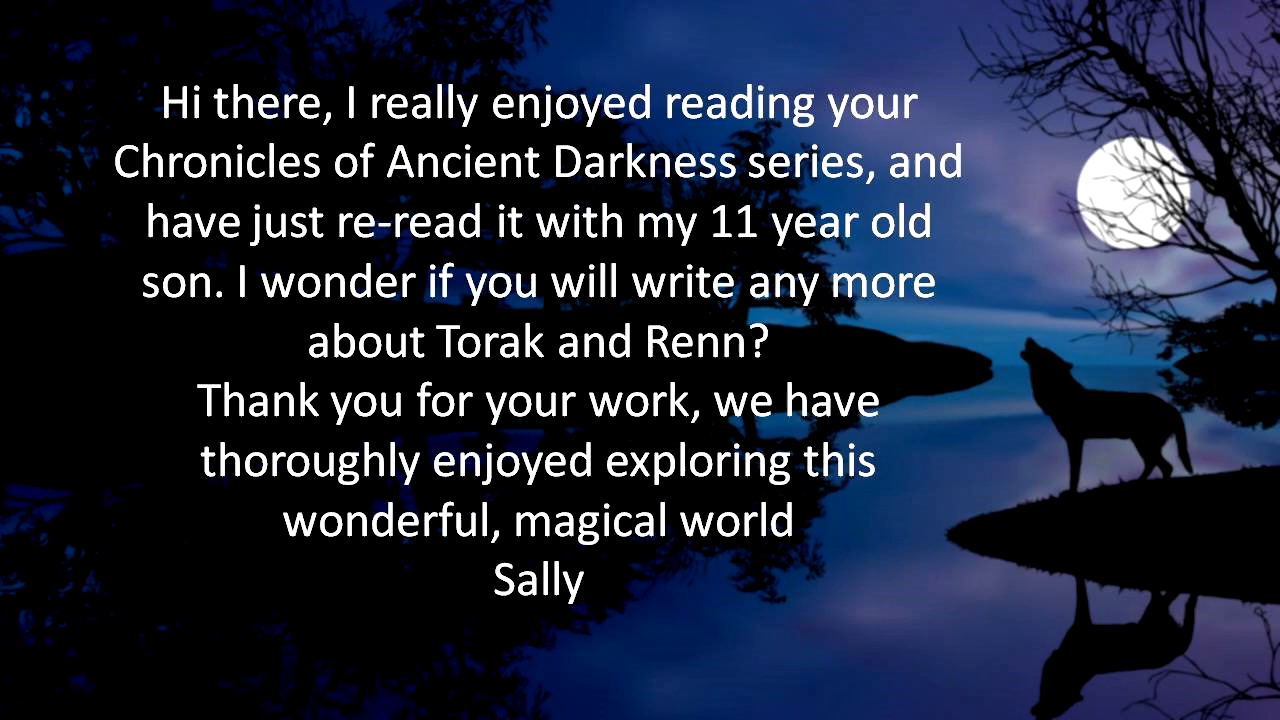 Hi there, I really enjoyed reading your
Chronicles of Ancient Darkness series, and
have just re-read it with my 11 year old
son. I wonder if you will write any more
about Torak and Renn?
Thank you for your work, we have
thoroughly enjoyed exploring this
wonderful, magical world
Sally